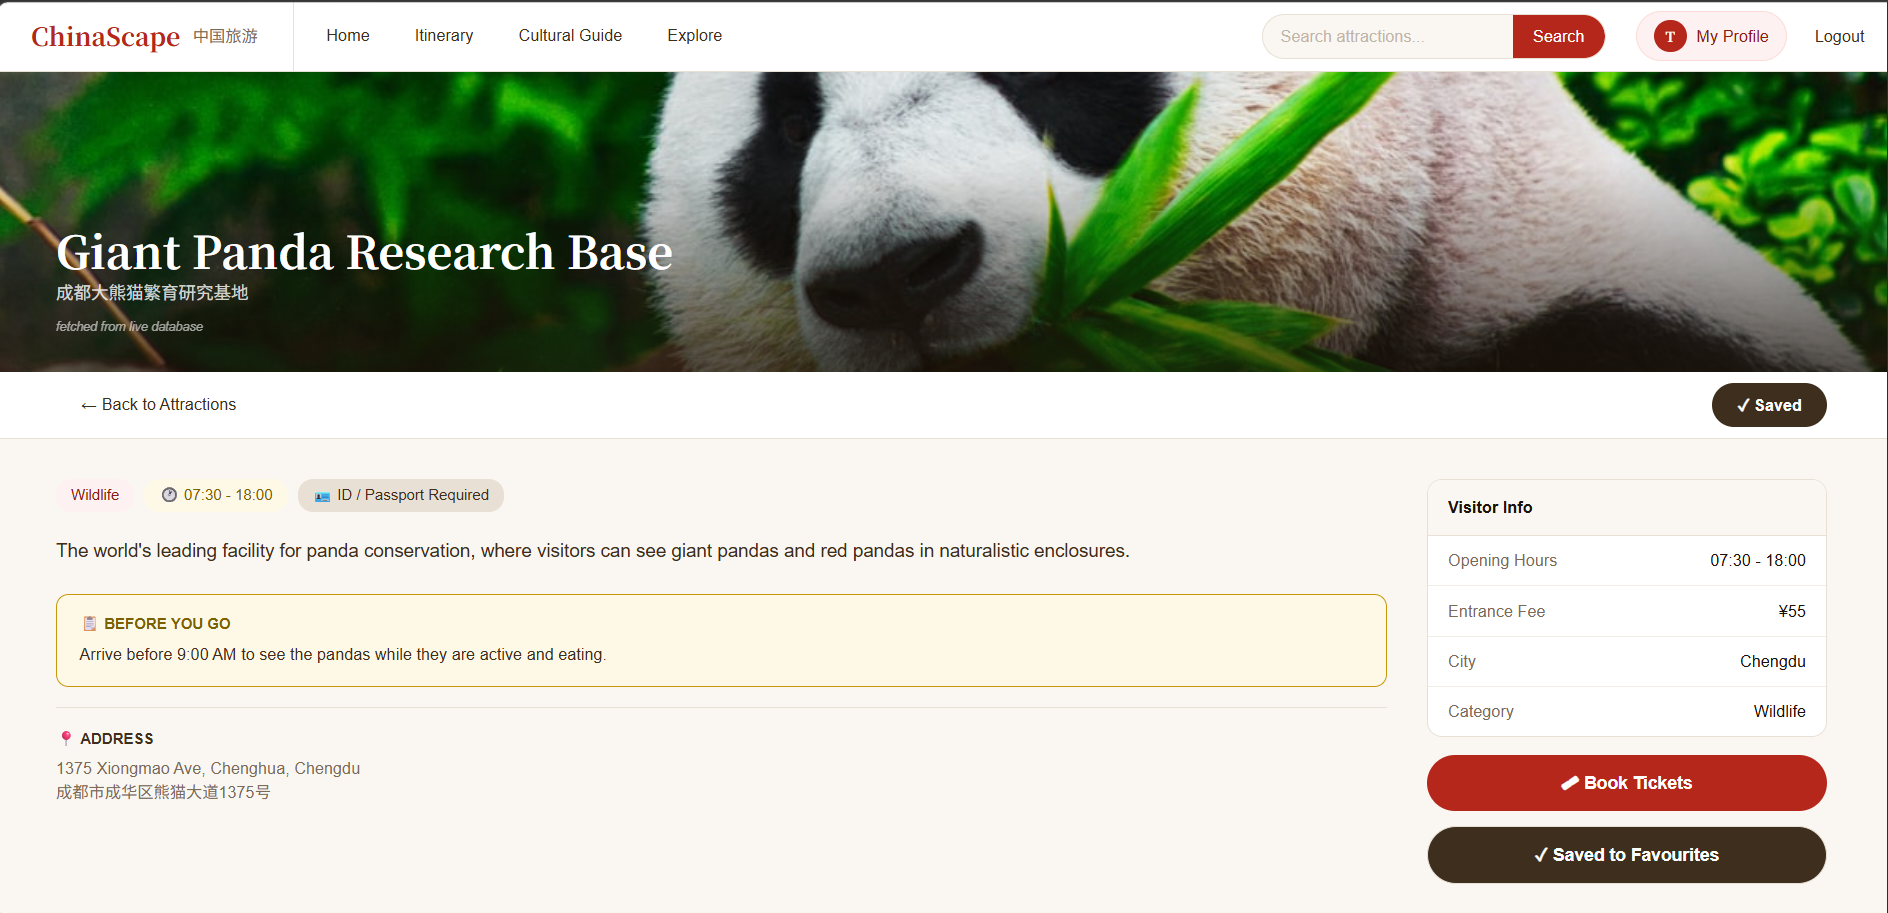 ChinaScape 中国旅游
Home
Itinerary
Cultural Guide
Explore
Search attractions...
Search
T
My Profile
Logout
Giant Panda Research Base
成都大熊猫繁育研究基地
fetched from live database
← Back to Attractions
✓ Saved
Wildlife
07:30 - 18:00
ID / Passport Required
The world's leading facility for panda conservation, where visitors can see giant pandas and red pandas in naturalistic enclosures.
BEFORE YOU GO
Arrive before 9:00 AM to see the pandas while they are active and eating.
ADDRESS
1375 Xiongmao Ave, Chenghua, Chengdu
成都市成华区熊猫大道1375号
Visitor Info
Opening Hours 07:30 - 18:00
Entrance Fee ¥55
City Chengdu
Category Wildlife
Book Tickets
✓ Saved to Favourites